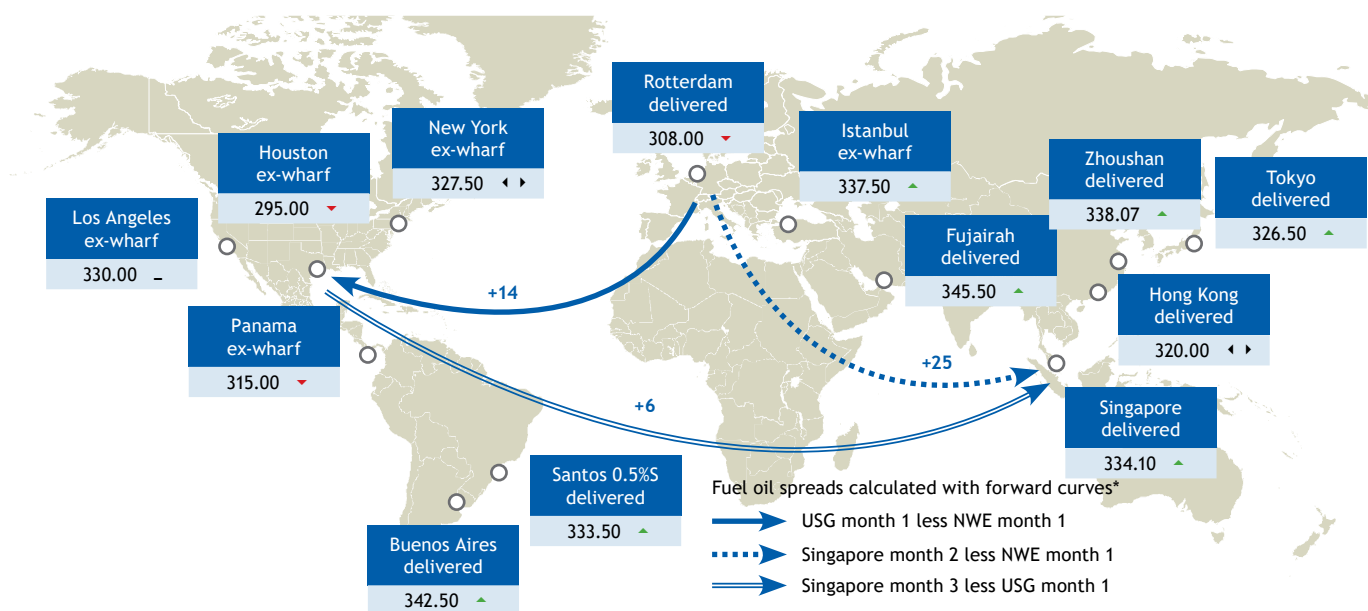 Rotterdam
delivered
308.00
New York
ex-wharf
327.50
Istanbul
ex-wharf
337.50
Houston
ex-wharf
295.00
Zhoushan
delivered
338.07
Tokyo
delivered
326.50
Los Angeles
ex-wharf
330.00 –
Fujairah
delivered
345.50
Hong Kong
delivered
320.00
+14
Panama
ex-wharf
315.00
+25
+6
Singapore
delivered
334.10
Santos 0.5%S
delivered
333.50
Buenos Aires
delivered
342.50
Fuel oil spreads calculated with forward curves*
USG month 1 less NWE month 1
Singapore month 2 less NWE month 1
Singapore month 3 less USG month 1